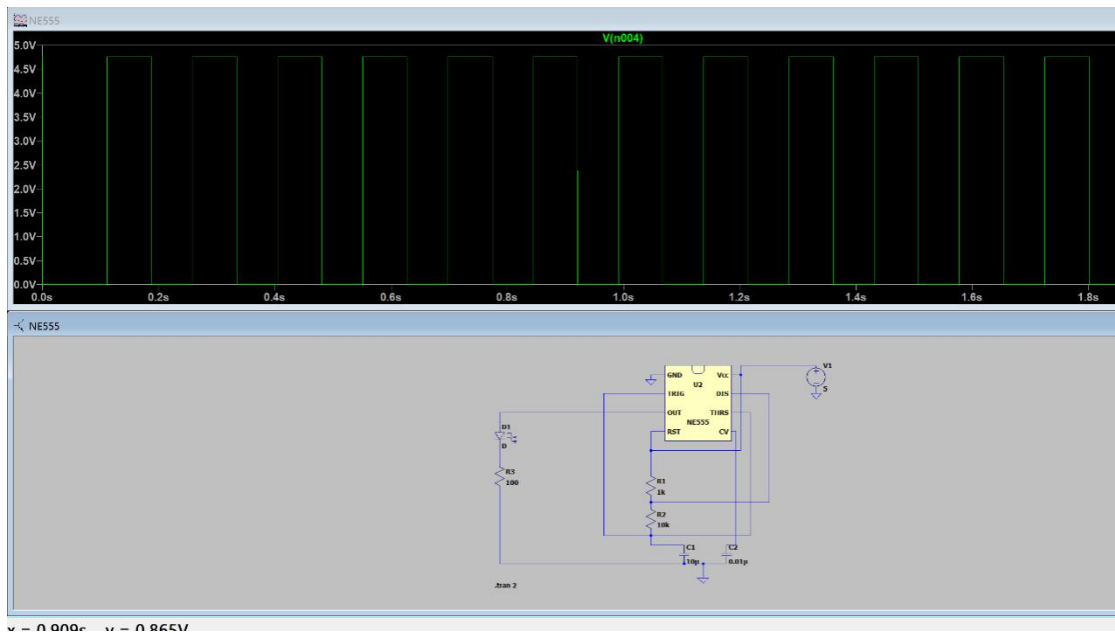 NE555
V(n004)
5.0V
4.5V
4.0V
3.5V
3.0V
2.5V
2.0V
1.5V
1.0V
0.5V
0.0V
0.0s 0.2s 0.4s 0.6s 0.8s 1.0s 1.2s 1.4s 1.6s 1.8s
NE555
V1
5
GND Vcc
U2
TRIG DIS
OUT THRS
NE555
RST CV
D1
D
R3
100
R1
1k
R2
10k
C1
10µ
C2
0.01µ
.tran 2
x = 0.909s y = 0.865V